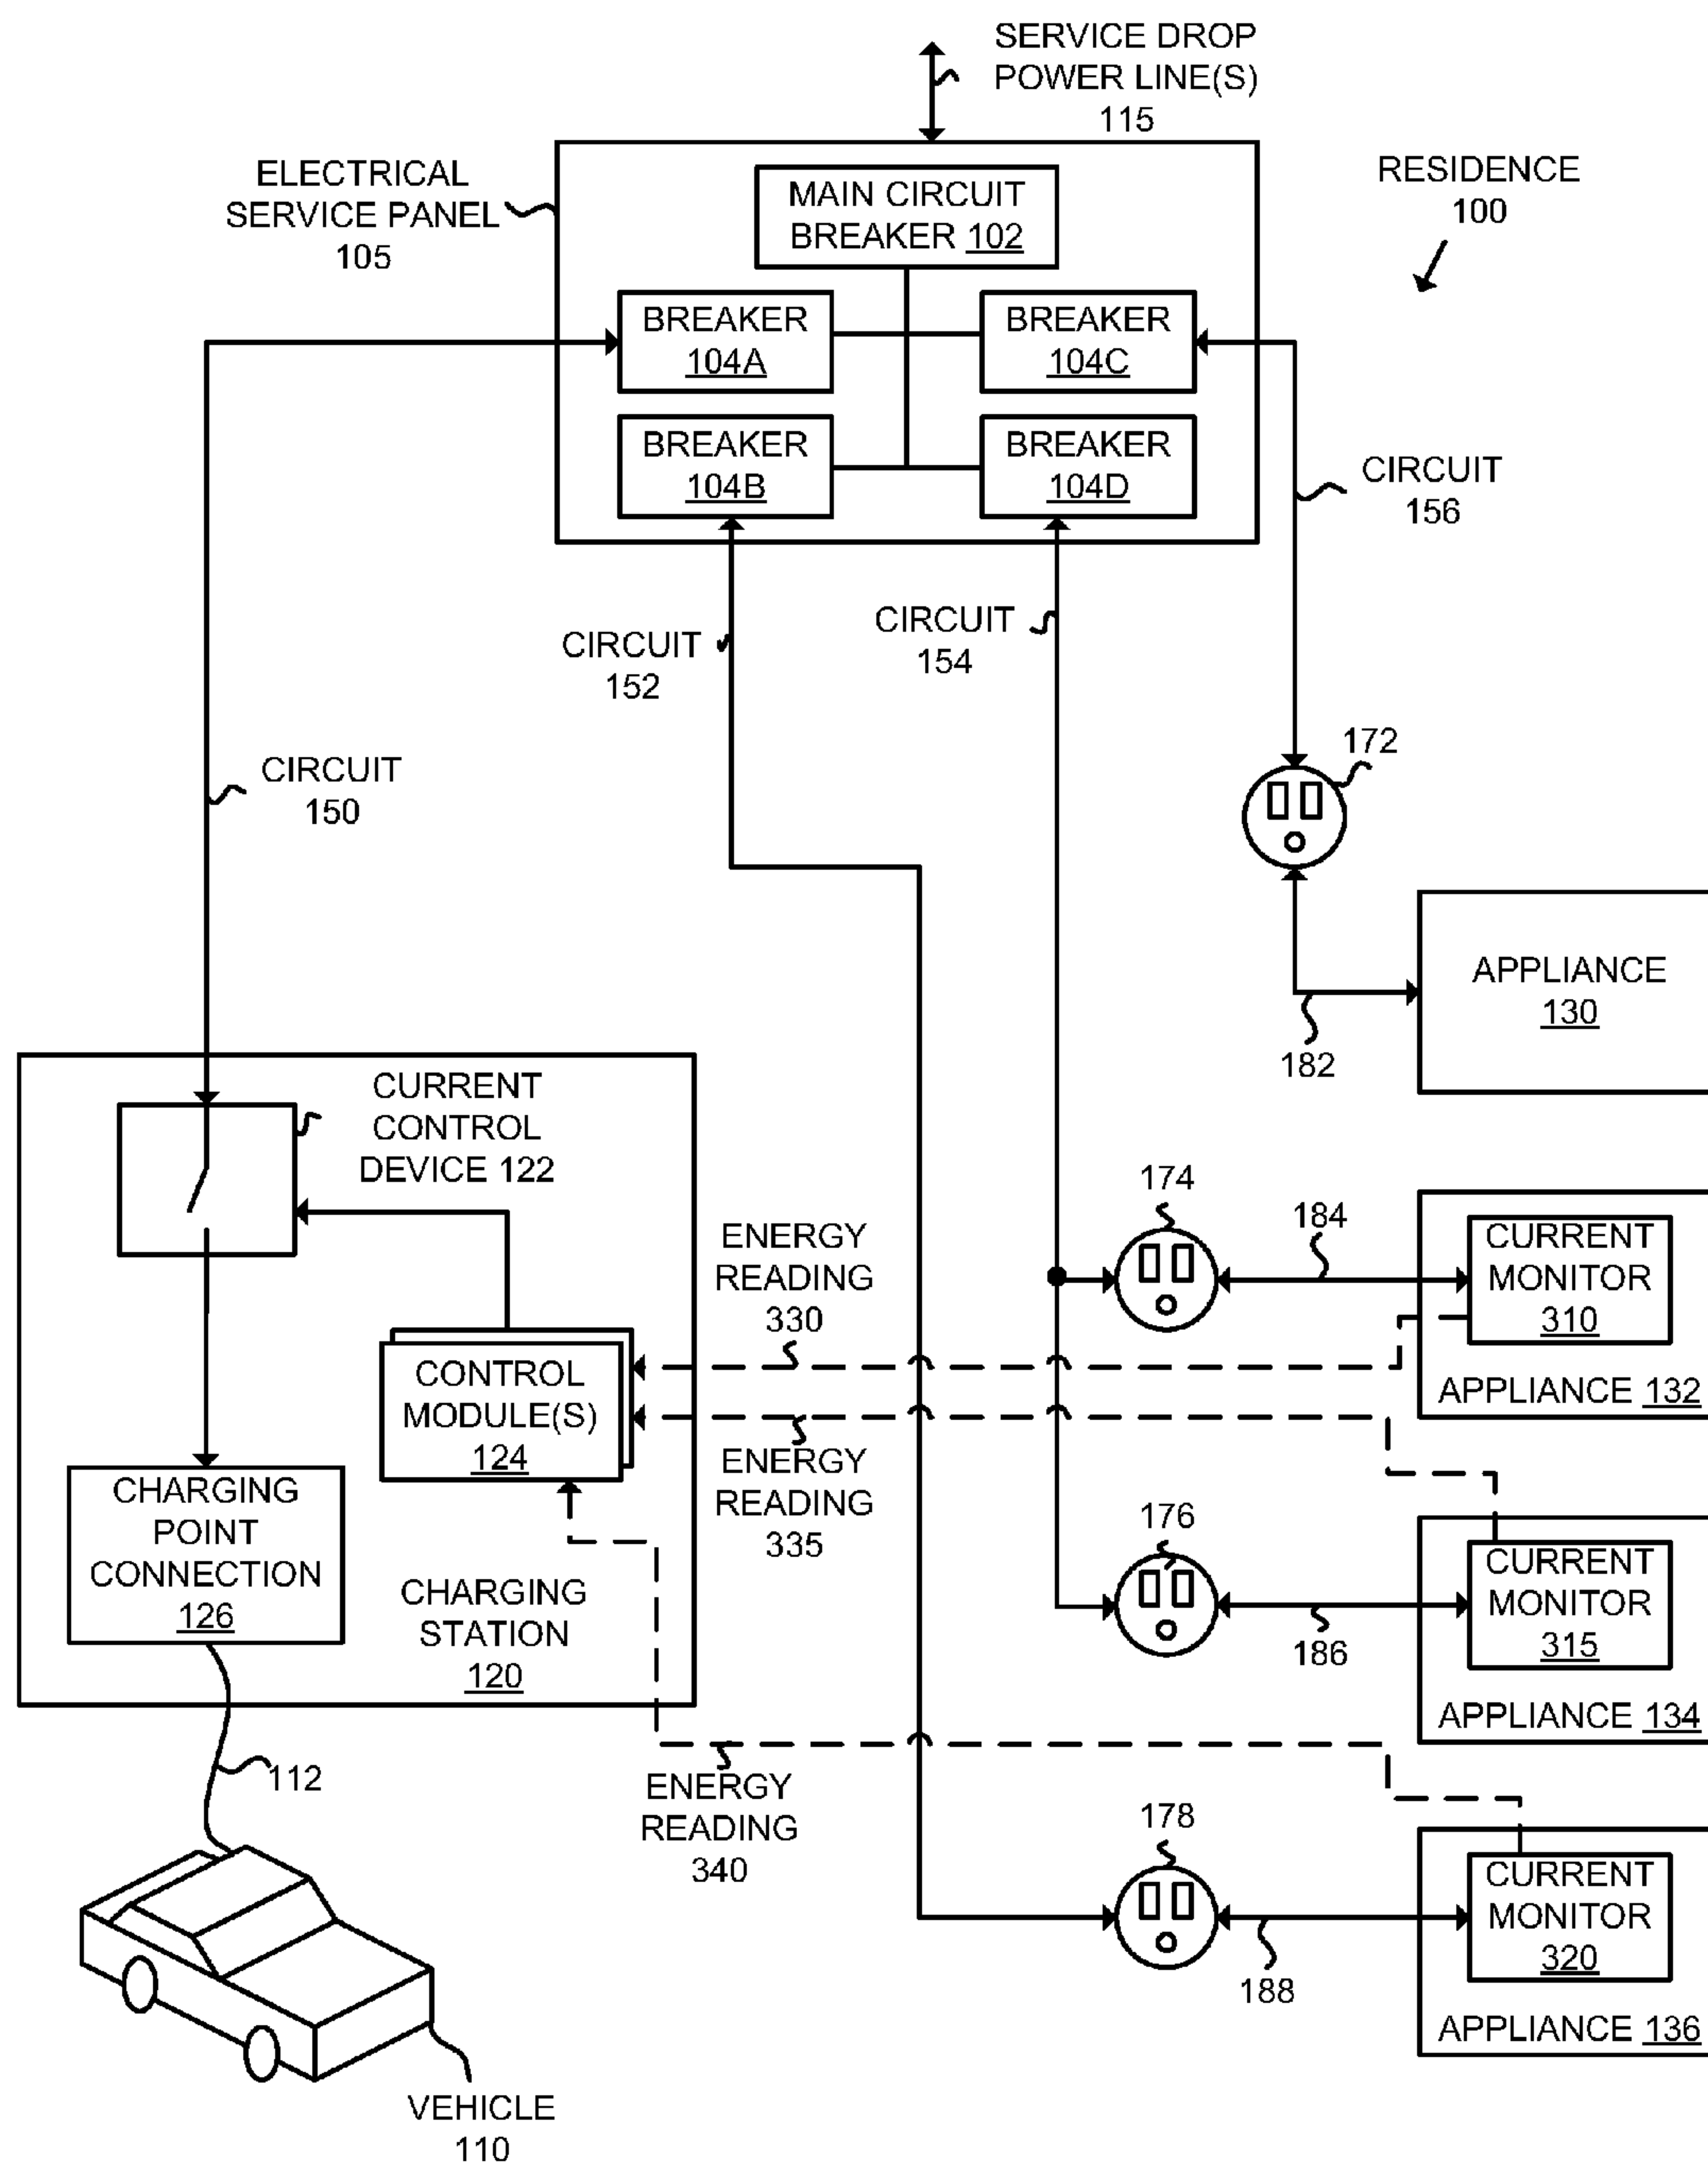 SERVICE DROP
POWER LINE(S)
115
ELECTRICAL
SERVICE PANEL
105
RESIDENCE
100
MAIN CIRCUIT
BREAKER 102
BREAKER
104A
BREAKER
104C
BREAKER
104B
BREAKER
104D
CIRCUIT
156
CIRCUIT
152
CIRCUIT
154
CIRCUIT
150
172
APPLIANCE
130
182
CURRENT
CONTROL
DEVICE 122
174
184
ENERGY
READING
330
CURRENT
MONITOR
310
APPLIANCE 132
CONTROL
MODULE(S)
124
ENERGY
READING
335
CHARGING
POINT
CONNECTION
126
CHARGING
STATION
120
176
186
CURRENT
MONITOR
315
APPLIANCE 134
112
ENERGY
READING
340
178
188
CURRENT
MONITOR
320
APPLIANCE 136
VEHICLE
110